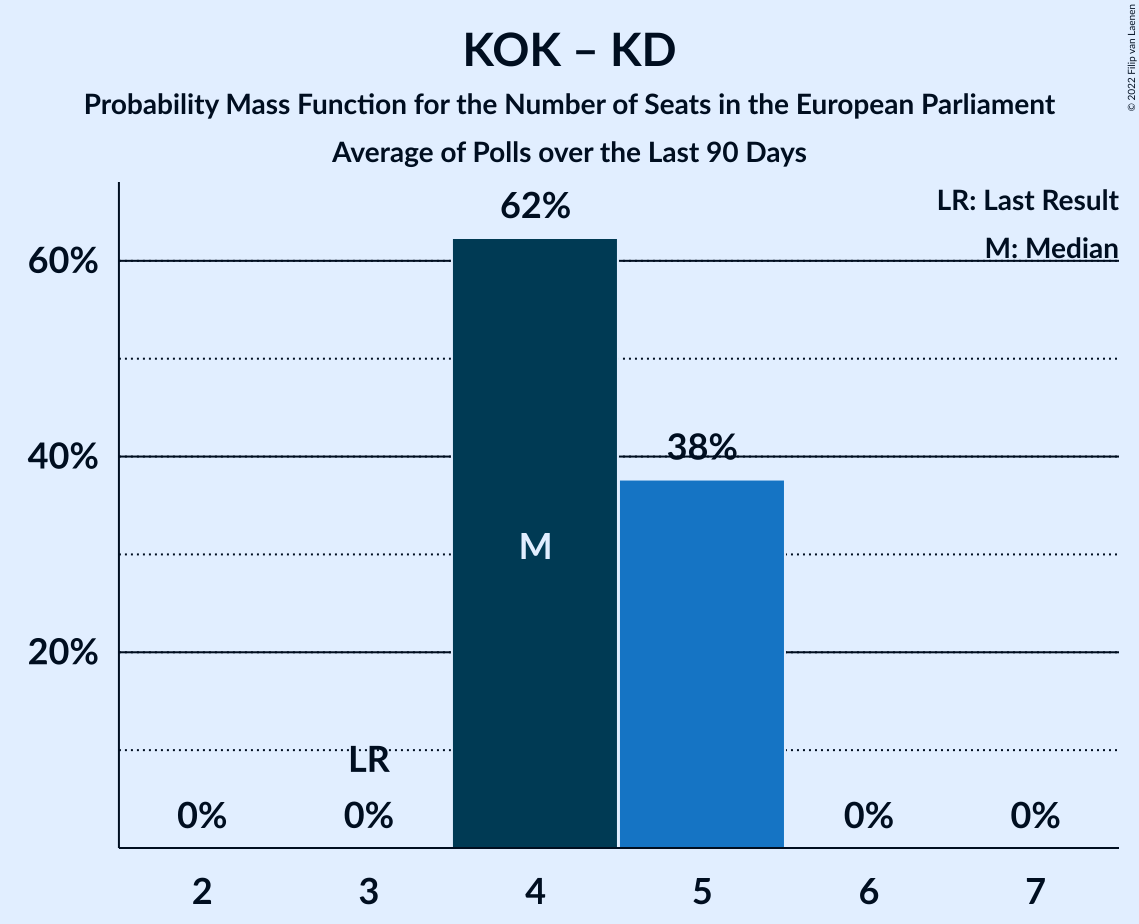 KOK – KD
Probability Mass Function for the Number of Seats in the European Parliament
Average of Polls over the Last 90 Days
© 2022 Filip van Laenen
LR: Last Result
M: Median
62%
60%
38%
40%
M
20%
LR
0%
0%
0%
0%
2 3 4 5 6 7